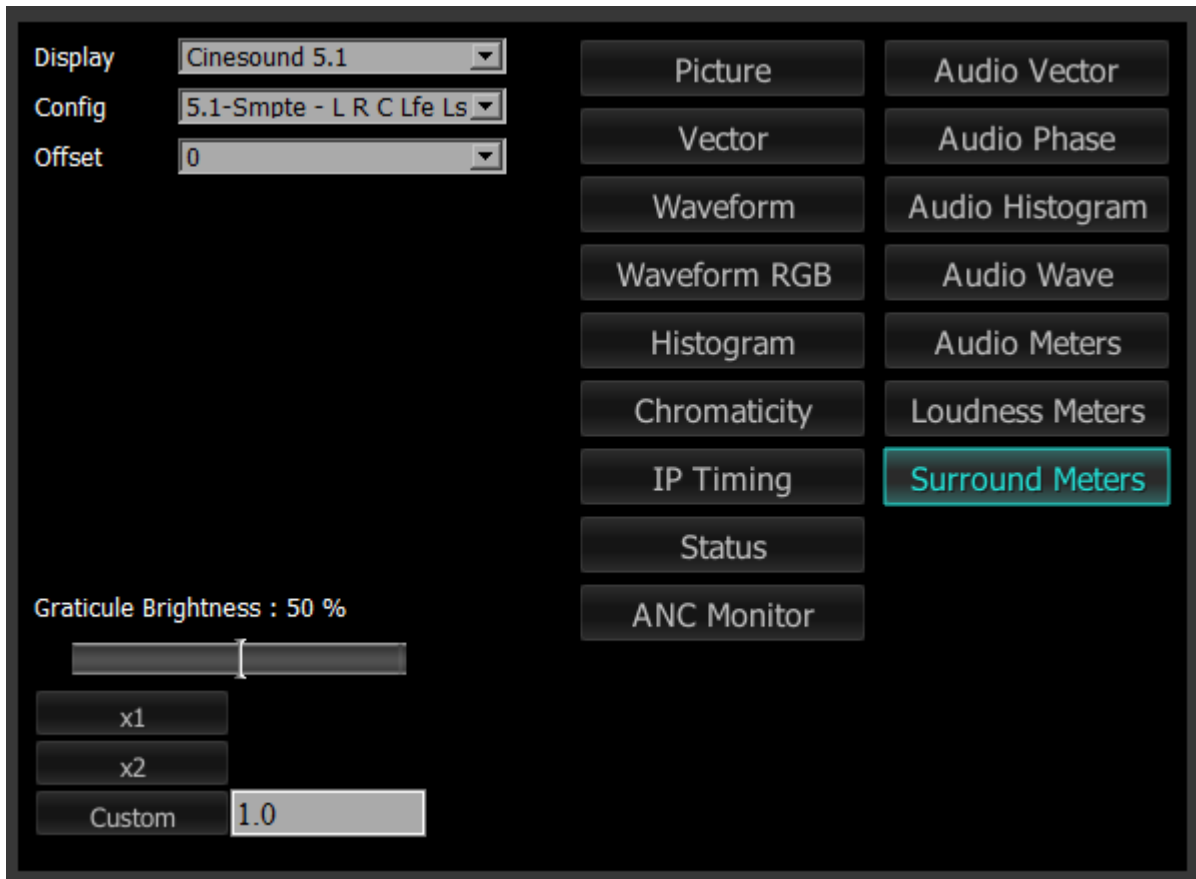 Display Cinesound 5.1
Config 5.1-Smpte - L R C Lfe Ls
Offset 0
Graticule Brightness : 50 %
x1
x2
Custom 1.0
Picture
Vector
Waveform
Waveform RGB
Histogram
Chromaticity
IP Timing
Status
ANC Monitor
Audio Vector
Audio Phase
Audio Histogram
Audio Wave
Audio Meters
Loudness Meters
Surround Meters